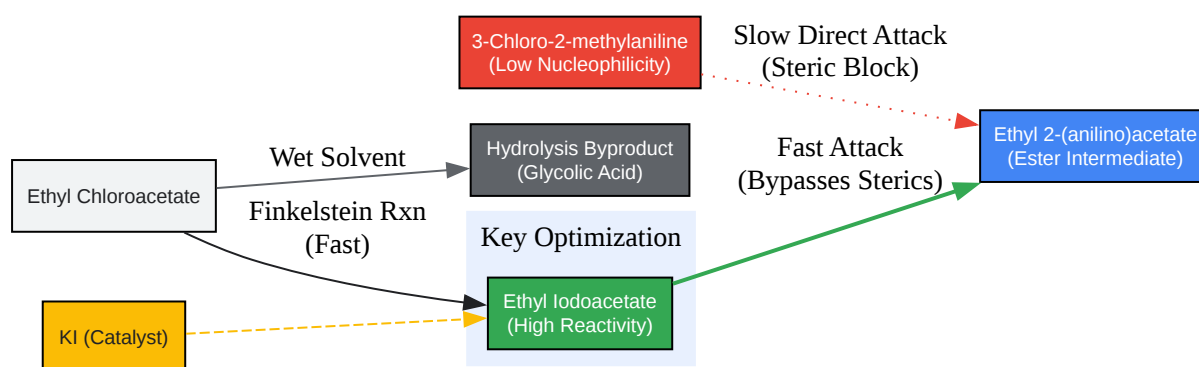 3-Chloro-2-methylaniline
(Low Nucleophilicity)
Slow Direct Attack
(Steric Block)
Ethyl 2-(anilino)acetate
(Ester Intermediate)
Wet Solvent
Hydrolysis Byproduct
(Glycolic Acid)
Fast Attack
(Bypasses Sterics)
Ethyl Chloroacetate
Finkelstein Rxn
(Fast)
Key Optimization
Ethyl Iodoacetate
(High Reactivity)
KI (Catalyst)